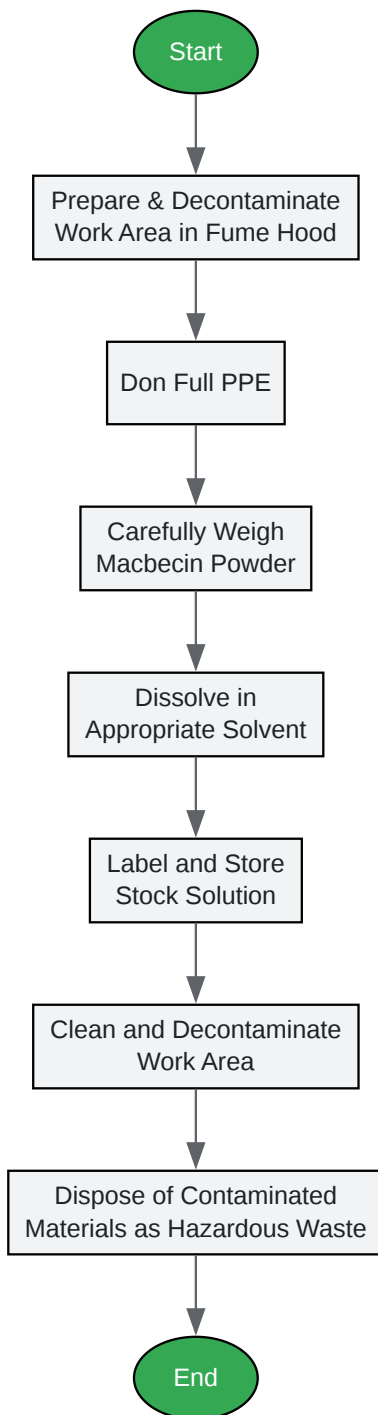 Start
Prepare & Decontaminate
Work Area in Fume Hood
Don Full PPE
Carefully Weigh
Macbecin Powder
Dissolve in
Appropriate Solvent
Label and Store
Stock Solution
Clean and Decontaminate
Work Area
Dispose of Contaminated
Materials as Hazardous Waste
End